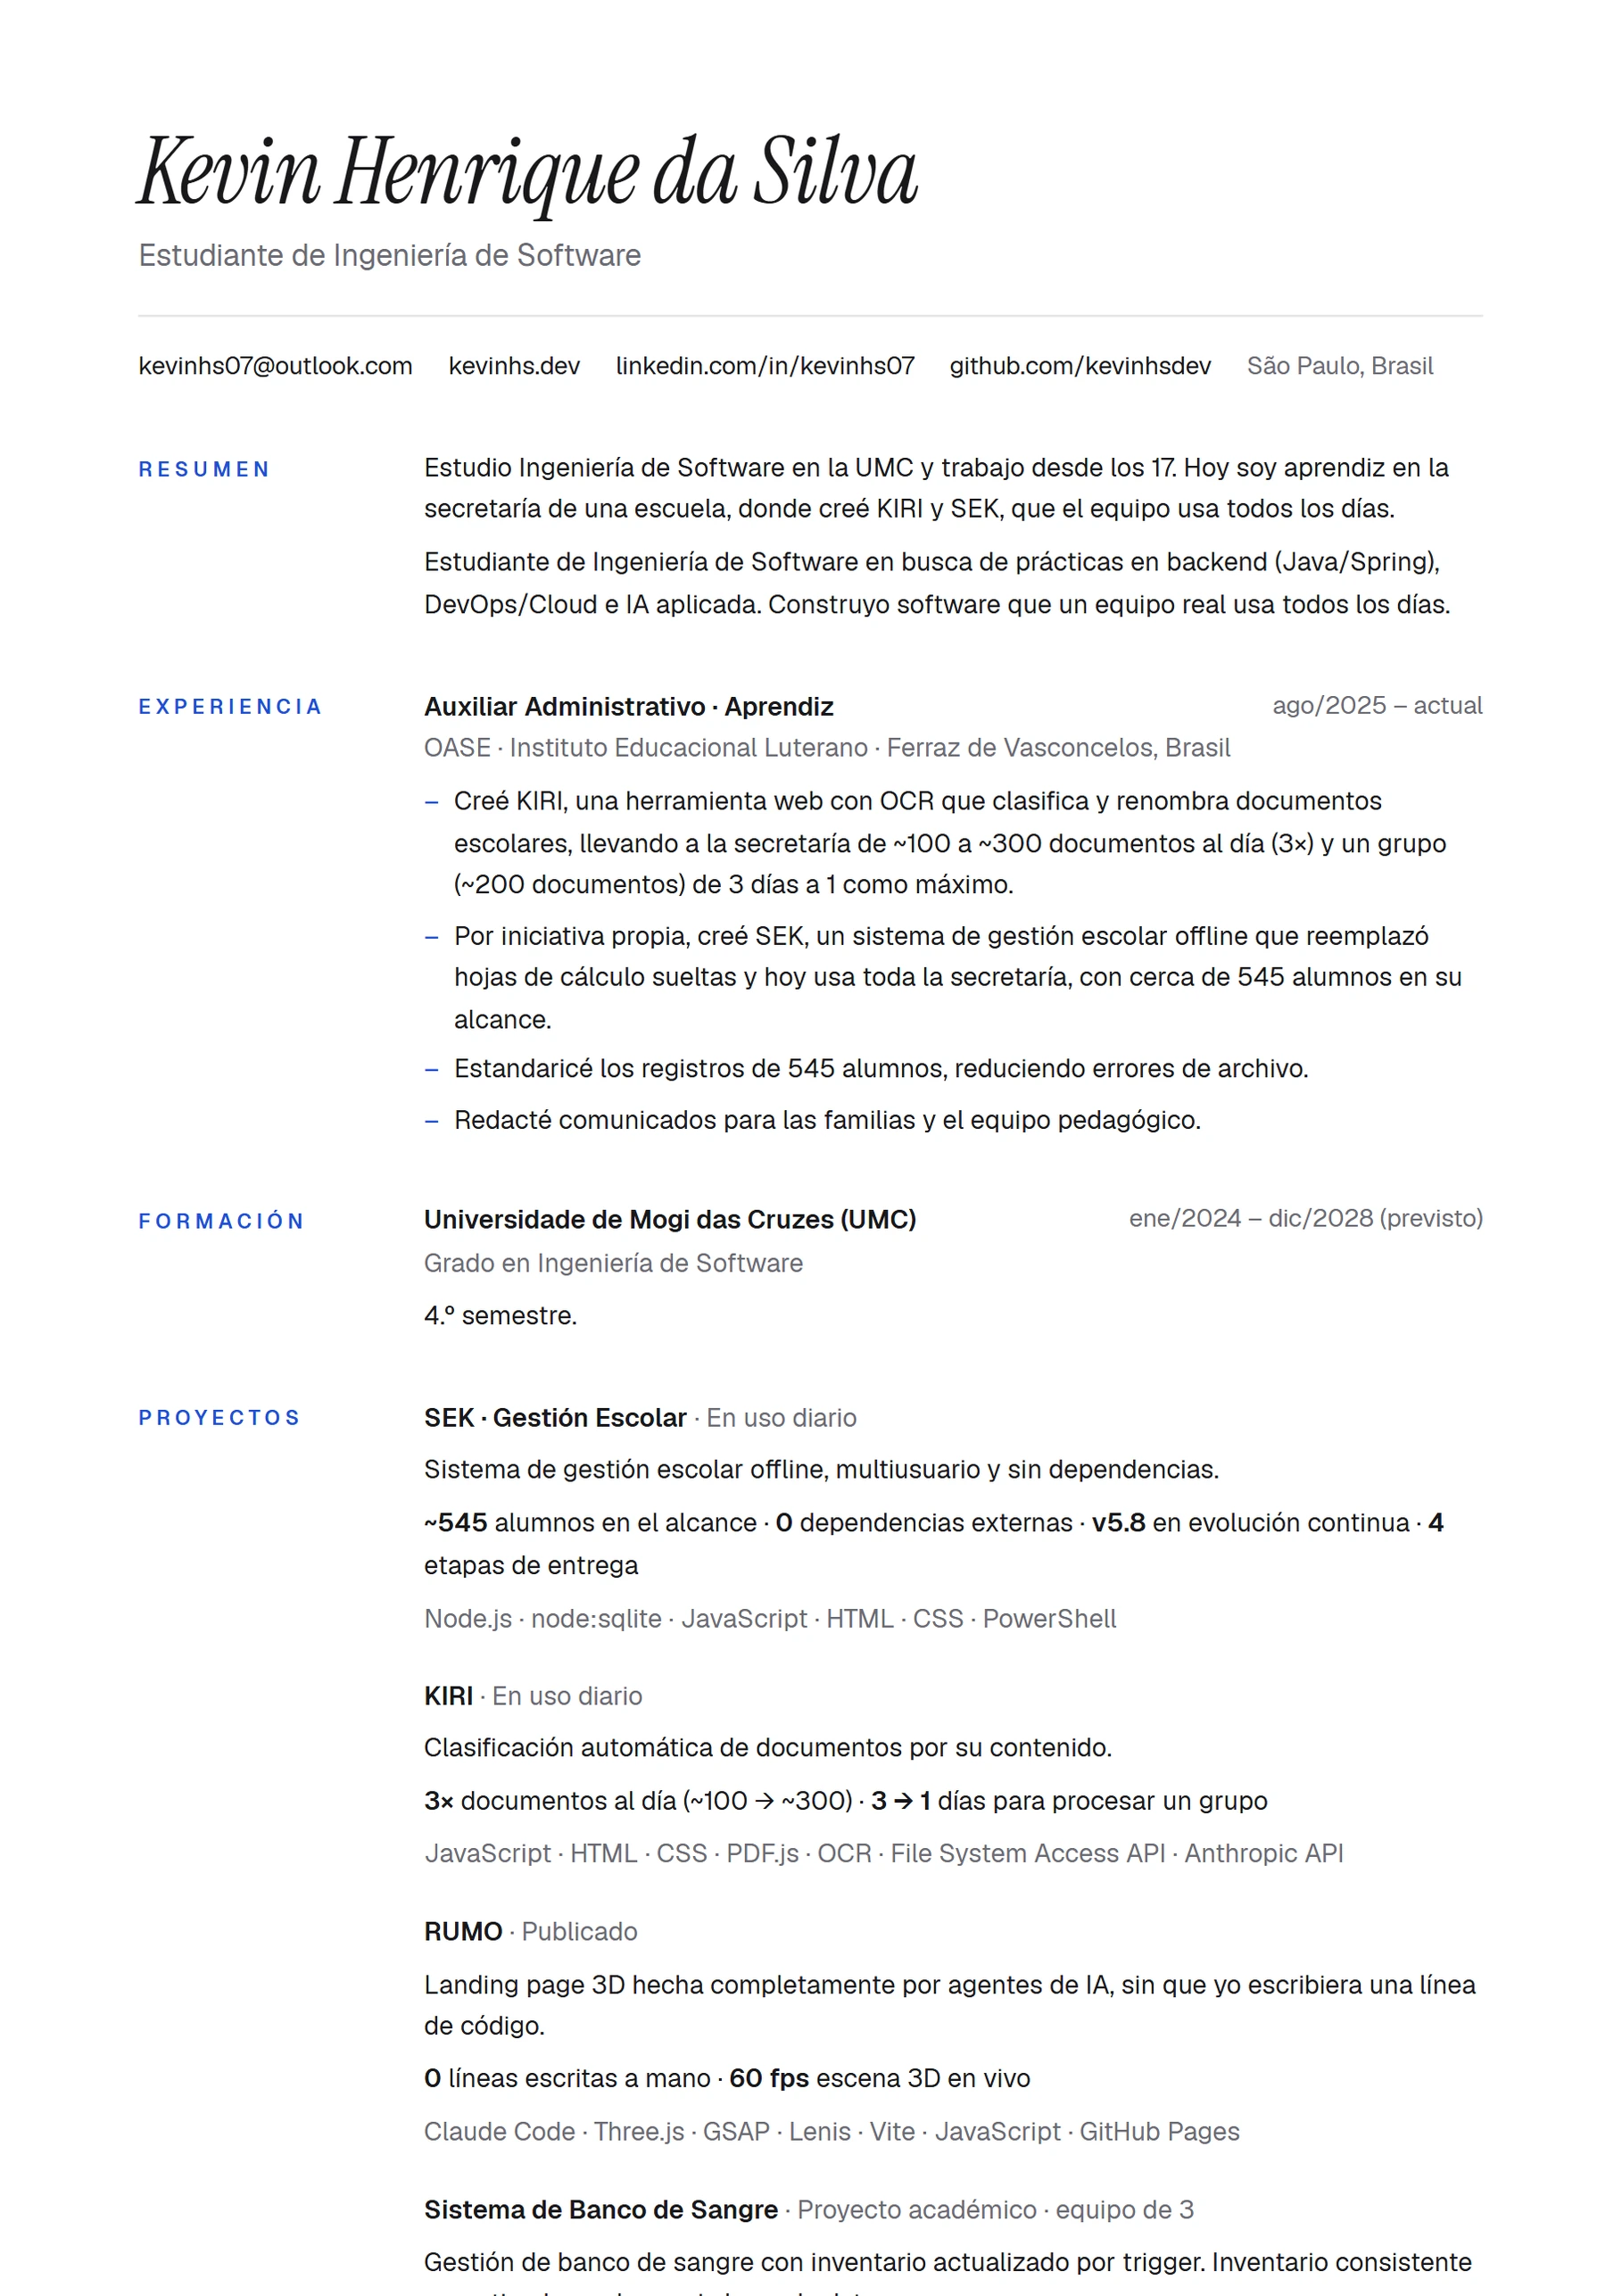 Kevin Henrique da Silva
Estudiante de Ingeniería de Software
kevinhs07@outlook.com kevinhs.dev linkedin.com/in/kevinhs07 github.com/kevinhsdev São Paulo, Brasil
RESUMEN
Estudio Ingeniería de Software en la UMC y trabajo desde los 17. Hoy soy aprendiz en la
secretaría de una escuela, donde creé KIRI y SEK, que el equipo usa todos los días.
Estudiante de Ingeniería de Software en busca de prácticas en backend (Java/Spring),
DevOps/Cloud e IA aplicada. Construyo software que un equipo real usa todos los días.
EXPERIENCIA
Auxiliar Administrativo · Aprendiz ago/2025 – actual
OASE · Instituto Educacional Luterano · Ferraz de Vasconcelos, Brasil
– Creé KIRI, una herramienta web con OCR que clasifica y renombra documentos
escolares, llevando a la secretaría de ~100 a ~300 documentos al día (3×) y un grupo
(~200 documentos) de 3 días a 1 como máximo.
– Por iniciativa propia, creé SEK, un sistema de gestión escolar offline que reemplazó
hojas de cálculo sueltas y hoy usa toda la secretaría, con cerca de 545 alumnos en su
alcance.
– Estandaricé los registros de 545 alumnos, reduciendo errores de archivo.
– Redacté comunicados para las familias y el equipo pedagógico.
FORMACIÓN
Universidade de Mogi das Cruzes (UMC) ene/2024 – dic/2028 (previsto)
Grado en Ingeniería de Software
4.º semestre.
PROYECTOS
SEK · Gestión Escolar · En uso diario
Sistema de gestión escolar offline, multiusuario y sin dependencias.
~545 alumnos en el alcance · 0 dependencias externas · v5.8 en evolución continua · 4
etapas de entrega
Node.js · node:sqlite · JavaScript · HTML · CSS · PowerShell
KIRI · En uso diario
Clasificación automática de documentos por su contenido.
3× documentos al día (~100 → ~300) · 3 → 1 días para procesar un grupo
JavaScript · HTML · CSS · PDF.js · OCR · File System Access API · Anthropic API
RUMO · Publicado
Landing page 3D hecha completamente por agentes de IA, sin que yo escribiera una línea
de código.
0 líneas escritas a mano · 60 fps escena 3D en vivo
Claude Code · Three.js · GSAP · Lenis · Vite · JavaScript · GitHub Pages
Sistema de Banco de Sangre · Proyecto académico · equipo de 3
Gestión de banco de sangre con inventario actualizado por trigger. Inventario consistente